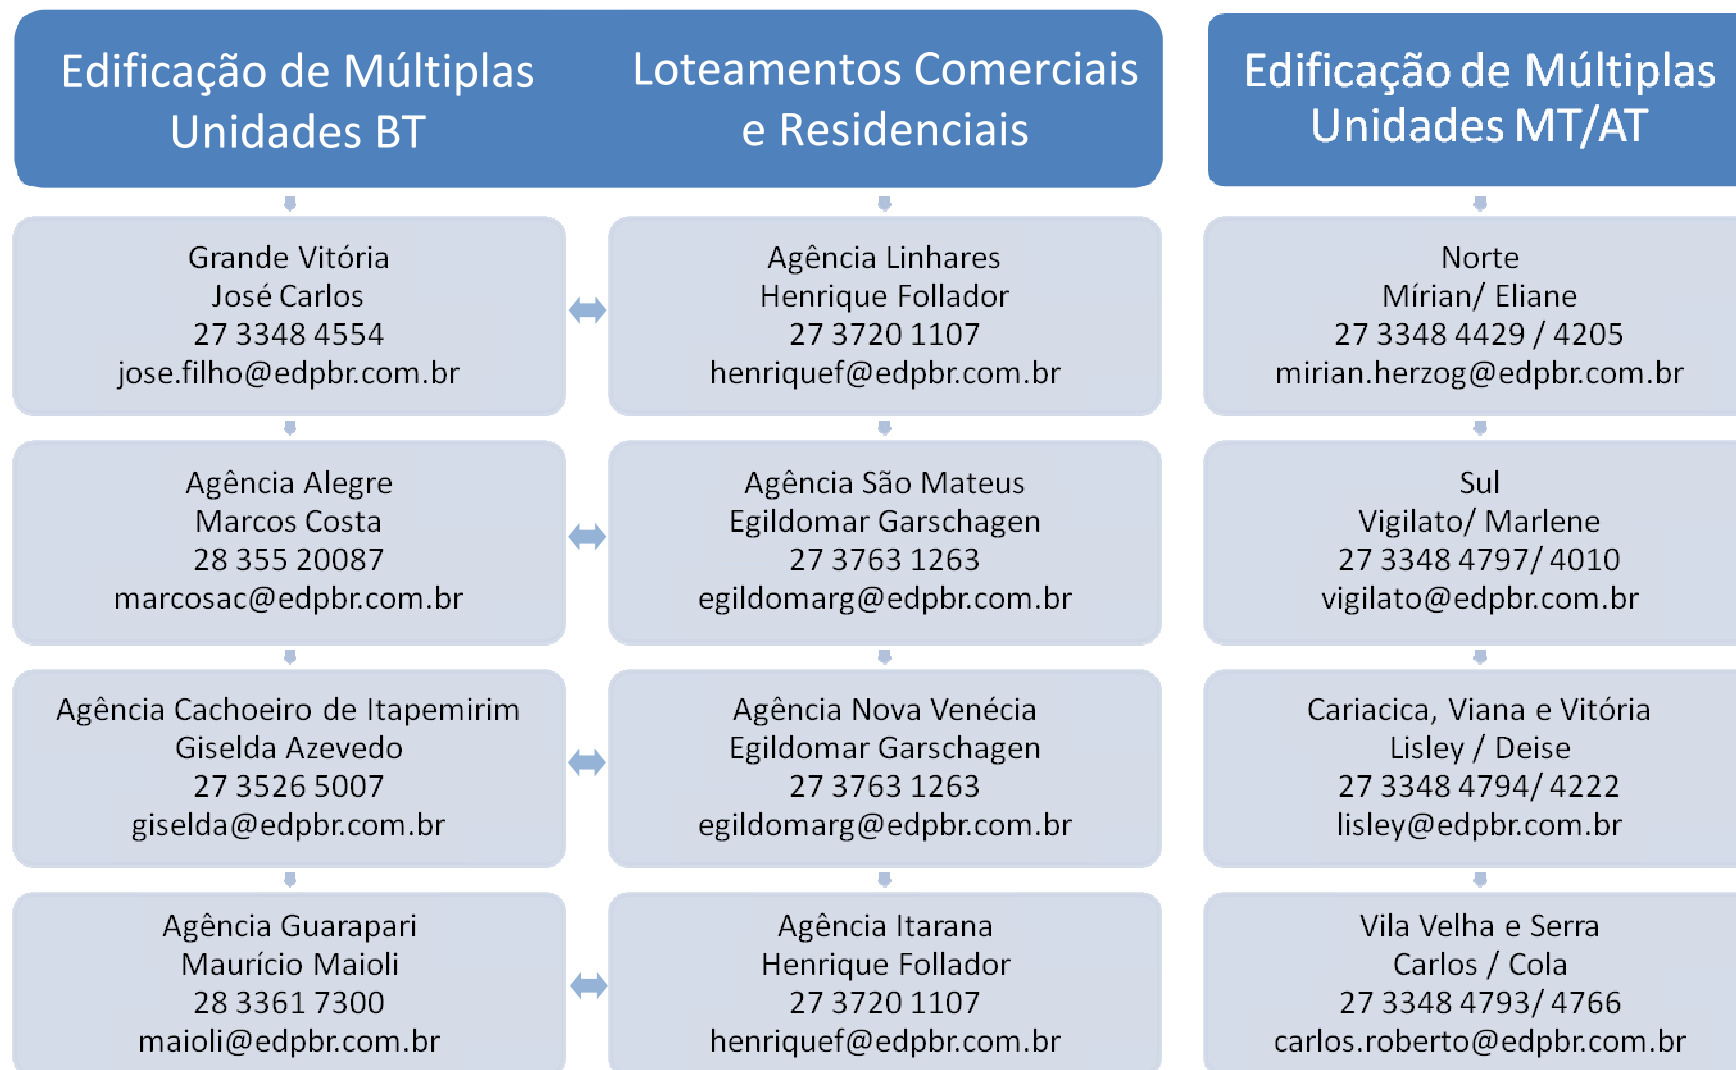 Edificação de Múltiplas
Unidades BT
Loteamentos Comerciais
e Residenciais
Edificação de Múltiplas
Unidades MT/AT
Grande Vitória
José Carlos
27 3348 4554
jose.filho@edpbr.com.br
Agência Linhares
Henrique Follador
27 3720 1107
henriquef@edpbr.com.br
Norte
Mírian/ Eliane
27 3348 4429 / 4205
mirian.herzog@edpbr.com.br
Agência Alegre
Marcos Costa
28 355 20087
marcosac@edpbr.com.br
Agência São Mateus
Egildomar Garschagen
27 3763 1263
egildomarg@edpbr.com.br
Sul
Vigilato/ Marlene
27 3348 4797/ 4010
vigilato@edpbr.com.br
Agência Cachoeiro de Itapemirim
Giselda Azevedo
27 3526 5007
giselda@edpbr.com.br
Agência Nova Venécia
Egildomar Garschagen
27 3763 1263
egildomarg@edpbr.com.br
Cariacica, Viana e Vitória
Lisley / Deise
27 3348 4794/ 4222
lisley@edpbr.com.br
Agência Guarapari
Maurício Maioli
28 3361 7300
maioli@edpbr.com.br
Agência Itarana
Henrique Follador
27 3720 1107
henriquef@edpbr.com.br
Vila Velha e Serra
Carlos / Cola
27 3348 4793/ 4766
carlos.roberto@edpbr.com.br